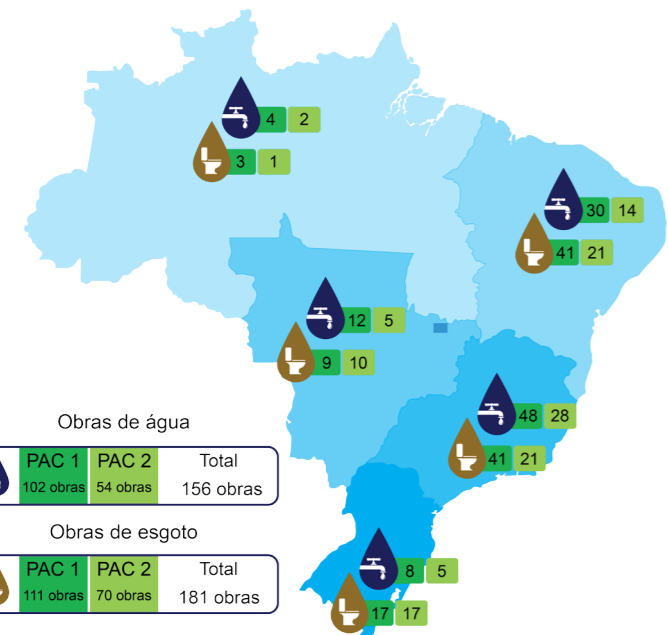 4 2
3 1
30 14
41 21
12 5
9 10
48 28
41 21
Obras de água
PAC 1 PAC 2 Total
102 obras 54 obras 156 obras
Obras de esgoto
PAC 1 PAC 2 Total
111 obras 70 obras 181 obras
8 5
17 17